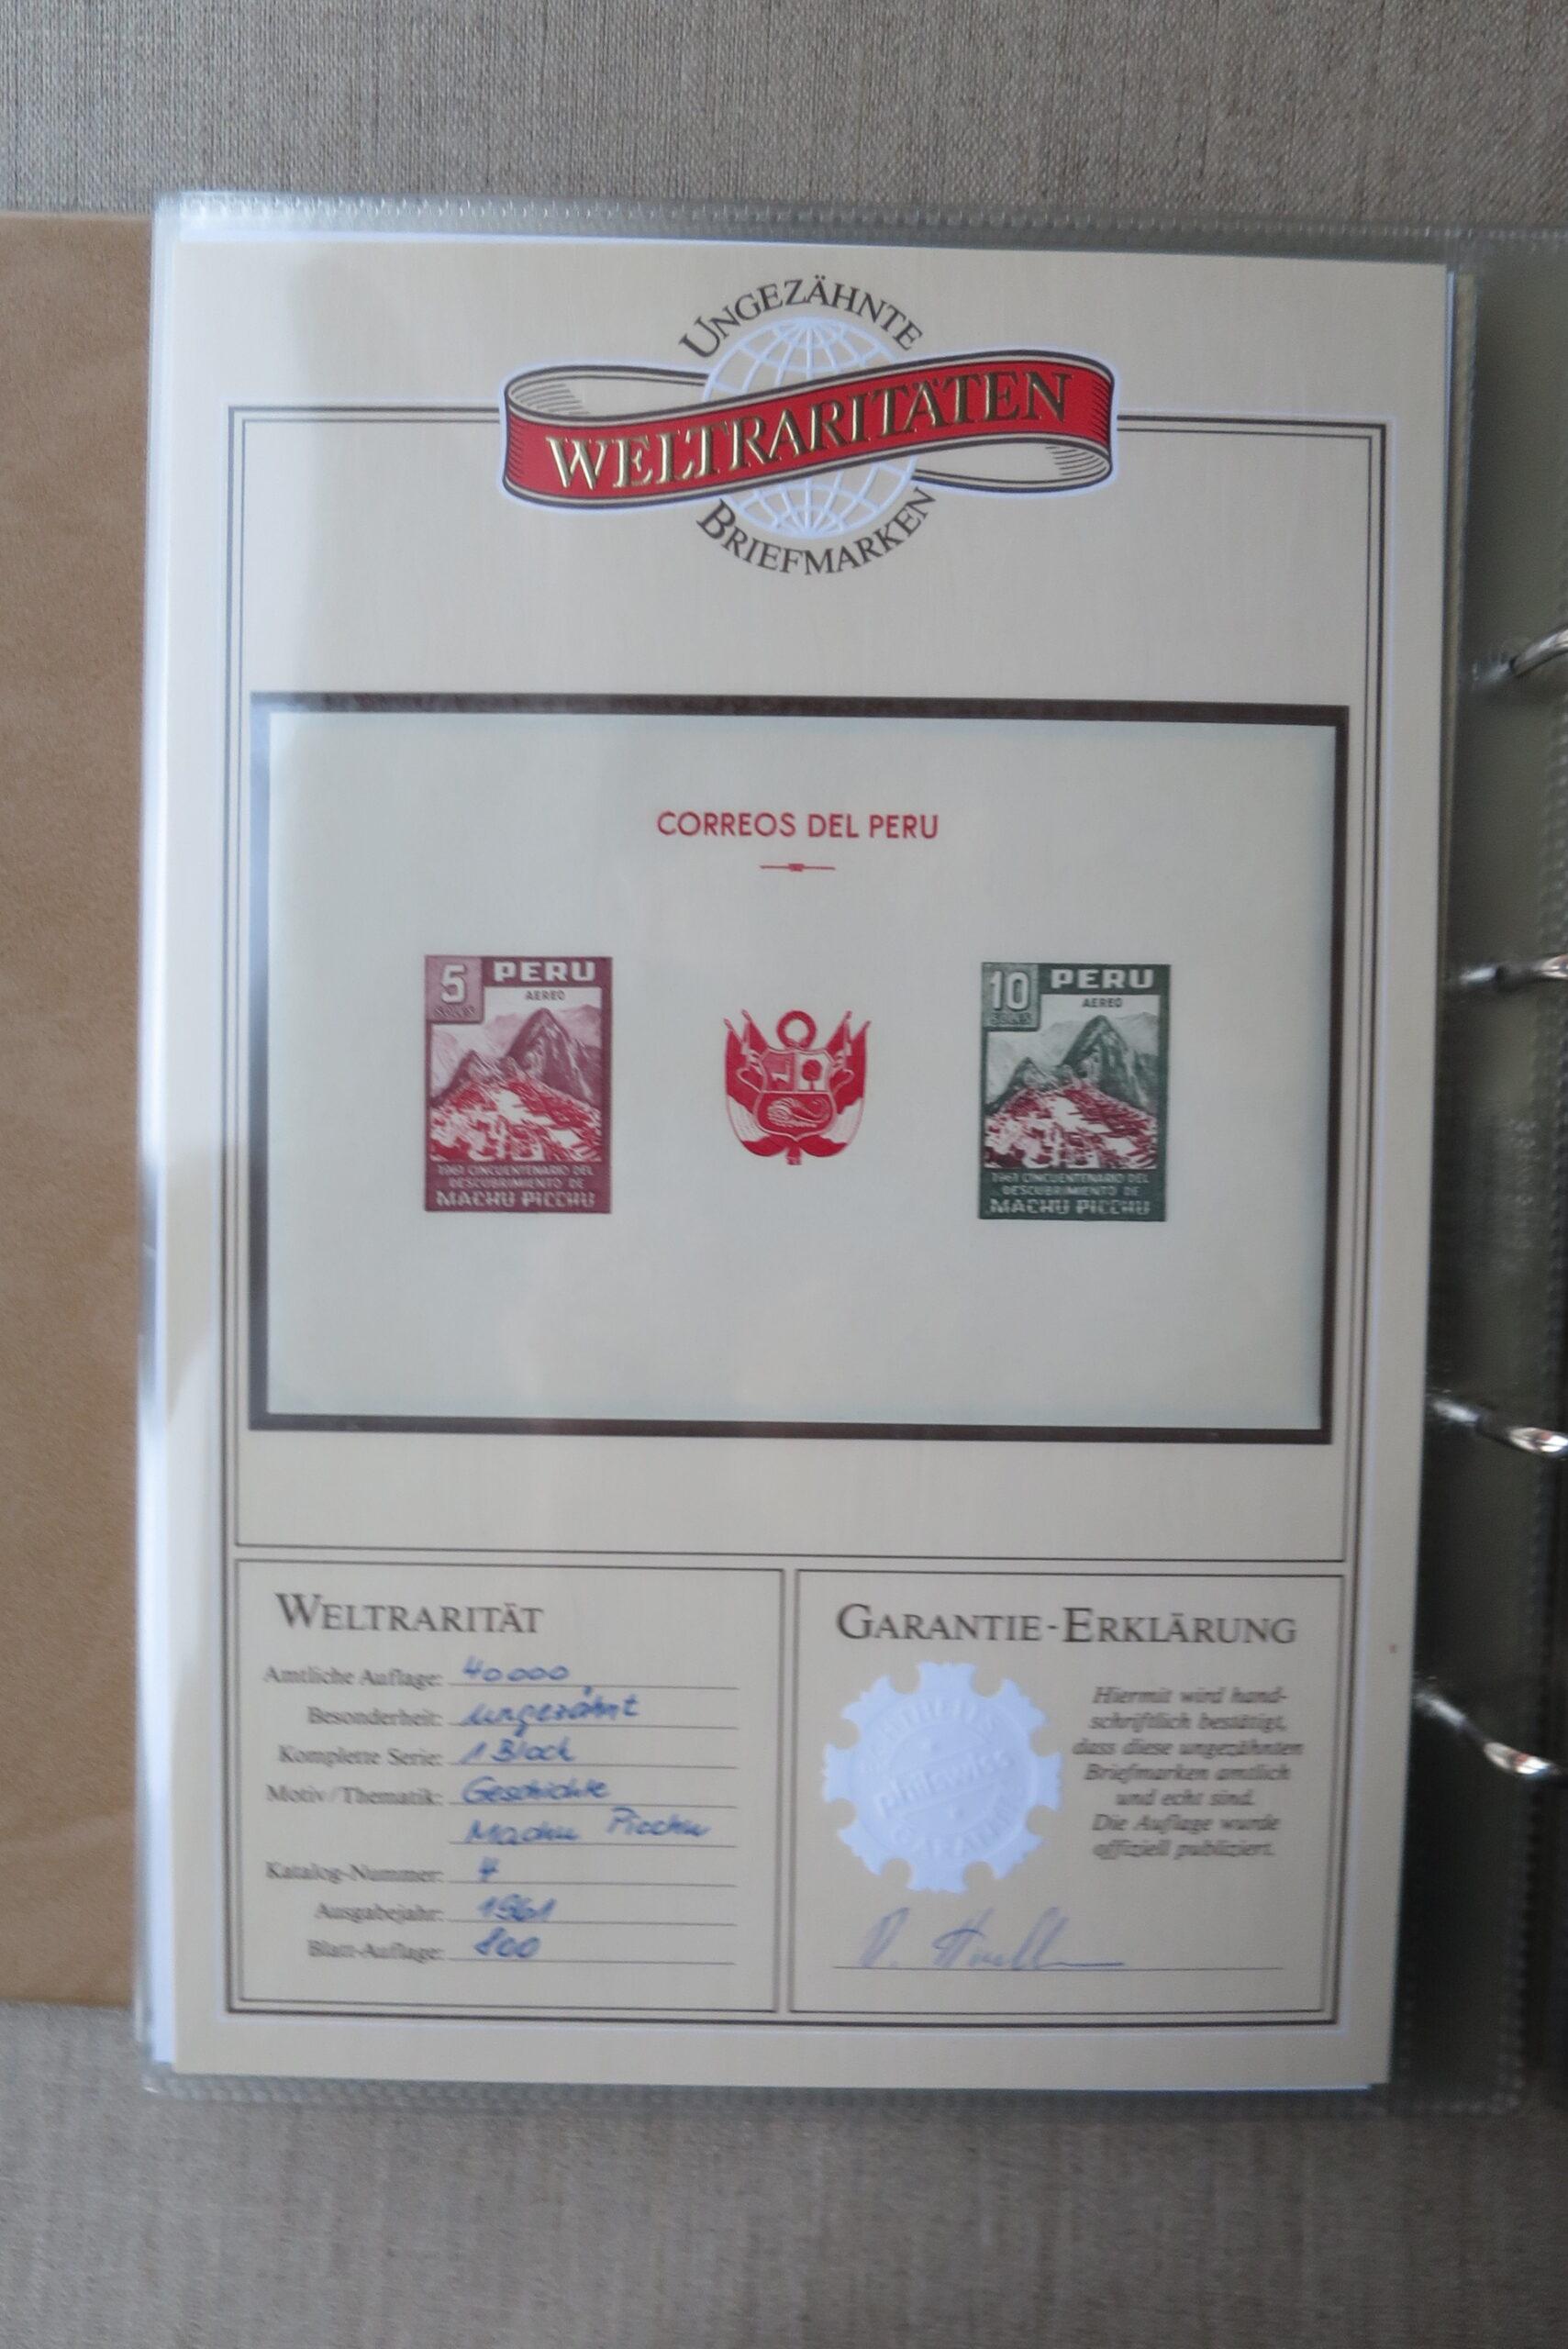 UNGEZÄHNTE
WELTRARITÄTEN
BRIEFMARKEN
CORREOS DEL PERU
5 PERU
SOLES AEREO
1961 CINCUENTENARIO DEL
DESCUBRIMIENTO DE
MACHU PICCHU
10 PERU
SOLES AEREO
1961 CINCUENTENARIO DEL
DESCUBRIMIENTO DE
MACHU PICCHU
WELTRARITÄT
Amtliche Auflage: 40000
Besonderheit: ungezähnt
Komplette Serie: 1 Block
Motiv/Thematik: Geschichte
Machu Picchu
Katalog-Nummer: 4
Ausgabejahr: 1961
Blatt-Auflage: 800
GARANTIE-ERKLÄRUNG
Hiermit wird hand-
schriftlich bestätigt,
dass diese ungezähnten
Briefmarken amtlich
und echt sind.
Die Auflage wurde
offiziell publiziert.
philswiss